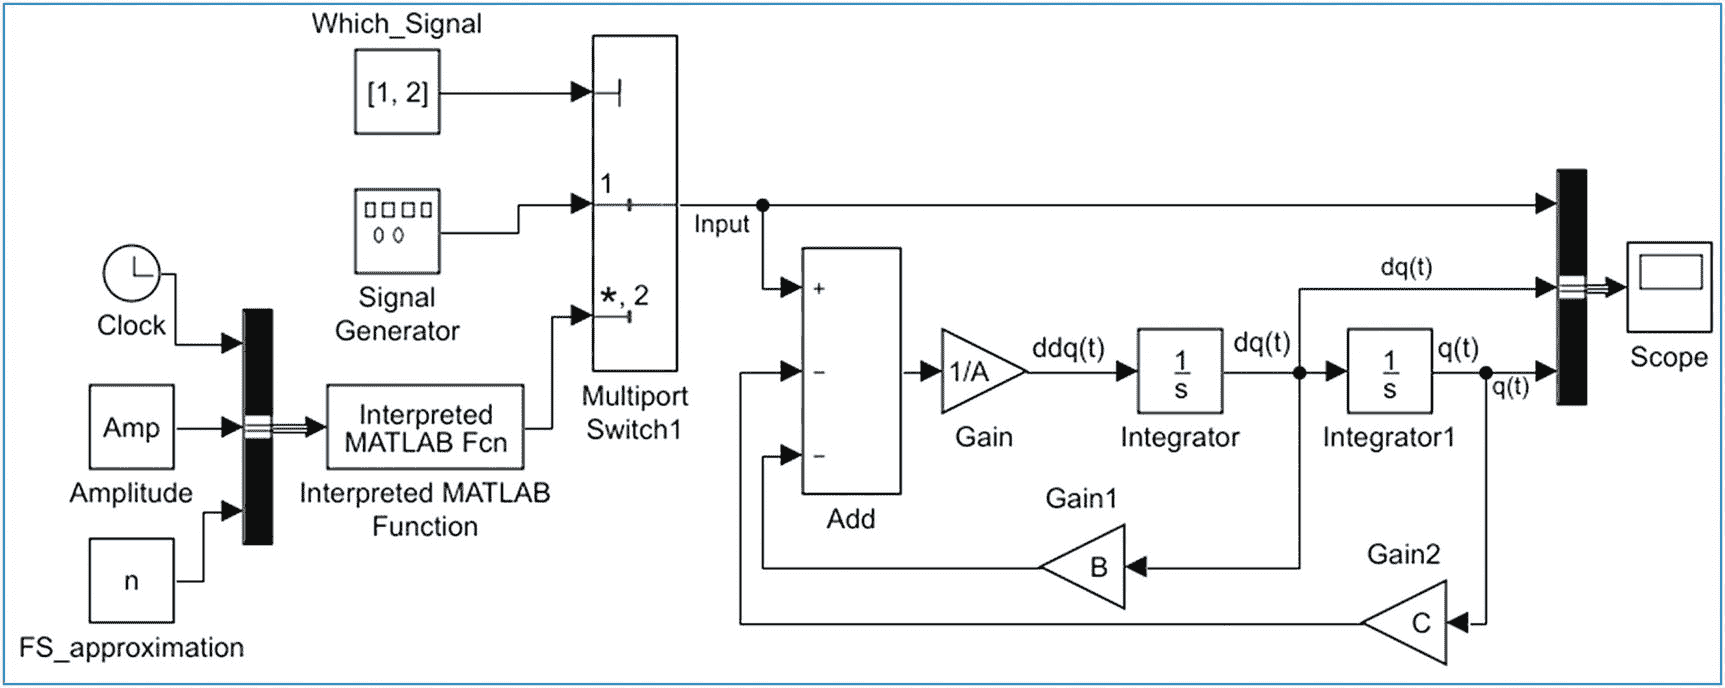 Which_Signal
[1, 2]
1
Input
*, 2
Signal
Generator
Clock
Amp
Amplitude
n
FS_approximation
Interpreted
MATLAB Fcn
Interpreted MATLAB
Function
Multiport
Switch1
+
−
−
Add
1/A
Gain
ddq(t)
1
s
Integrator
dq(t)
dq(t)
1
s
Integrator1
q(t)
q(t)
Scope
Gain1
B
Gain2
C